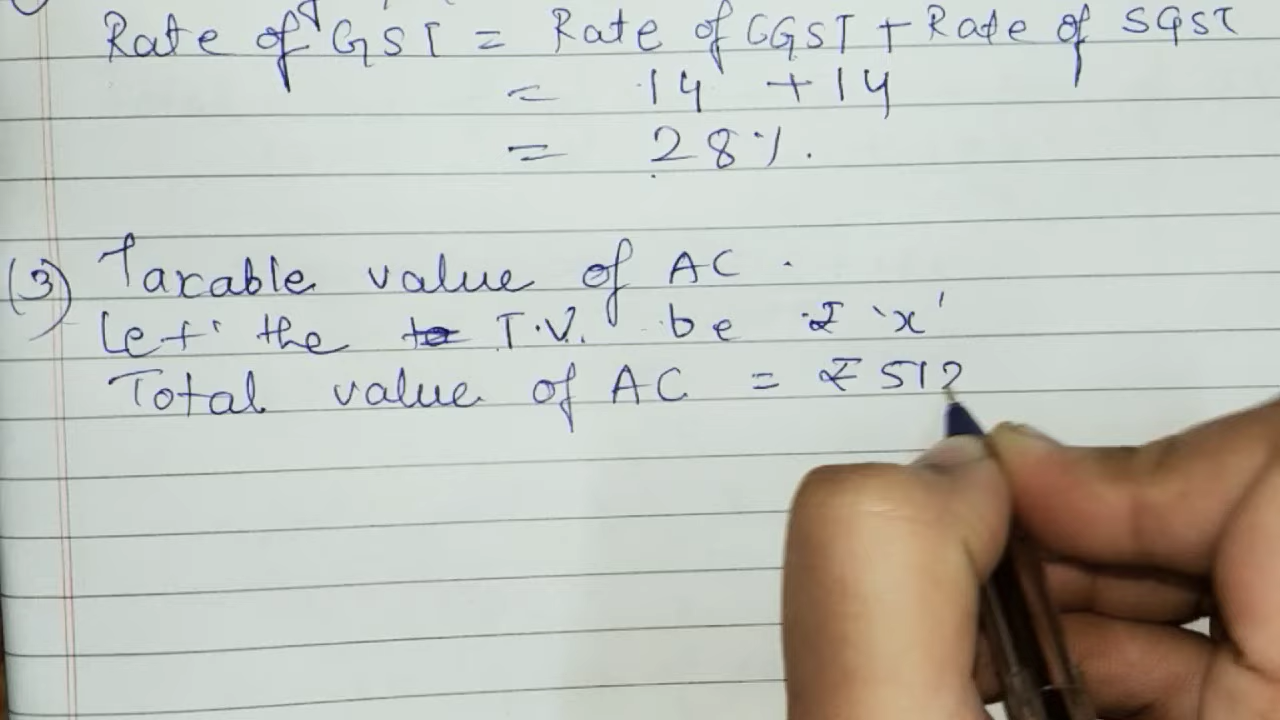 Rate of GST = Rate of CGST + Rate of SGST
= 14 + 14
= 28%.
(3) Taxable value of AC.
Let the T.V. be ₹ 'x'
Total value of AC = ₹ 512